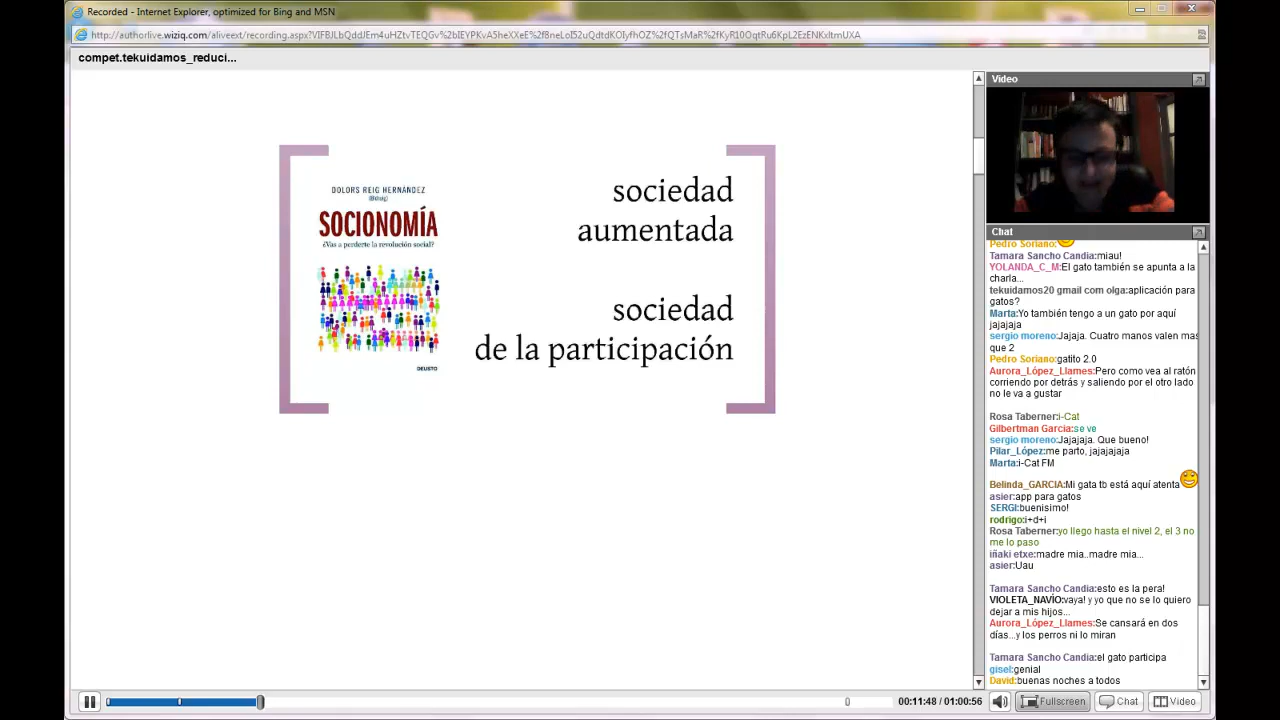 Recorded - Internet Explorer, optimized for Bing and MSN
compet.tekuidamos_reduci...
DOLORS REIG HERNÁNDEZ
SOCIONOMÍA
¿Vas a perderte la revolución social?
DEUSTO
sociedad
aumentada
sociedad
de la participación
Video
Chat
Pedro Soriano:
Tamara Sancho Candia:miau!
YOLANDA_C_M:El gato también se apunta a la
charla...
tekuidamos20 gmail com olga:aplicación para
gatos?
Marta:Yo también tengo a un gato por aquí
jajajaja
sergio moreno:Jajaja. Cuatro manos valen mas
que 2
Pedro Soriano:gatito 2.0
Aurora_López_Llames:Pero como vea al ratón
corriendo por detrás y saliendo por el otro lado
no le va a gustar
Rosa Taberner:i-Cat
Gilbertman Garcia:se ve
sergio moreno:Jajajaja. Que bueno!
Pilar_López:me parto, jajajajaja
Marta:i-Cat FM
Belinda_GARCIA:Mi gata tb está aquí atenta
asier:app para gatos
SERGI:buenisimo!
rodrigo:i+d+i
Rosa Taberner:yo llego hasta el nivel 2, el 3 no
me lo paso
iñaki etxe:madre mia..madre mia...
asier:Uau
Tamara Sancho Candia:esto es la pera!
VIOLETA_NAVÍO:vaya! y yo que no se lo quiero
dejar a mis hijos...
Aurora_López_Llames:Se cansará en dos
días...y los perros ni lo miran
Tamara Sancho Candia:el gato participa
gisel:genial
David:buenas noches a todos
00:11:48 / 01:00:56
Fullscreen
Chat
Video